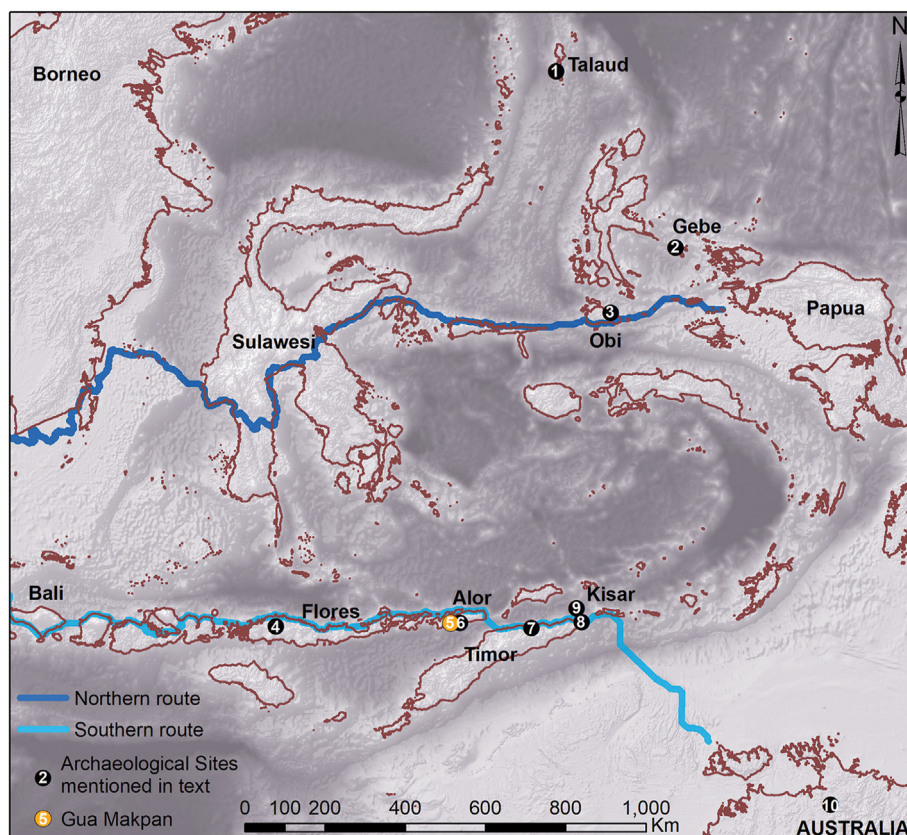 N
Borneo
1 Talaud
Gebe
2
Papua
3
Sulawesi
Obi
Bali
Flores
Alor
Kisar
9
4
5 6
7
8
Timor
Northern route
Southern route
2 Archaeological Sites
mentioned in text
5 Gua Makpan
0 100 200 400 600 800 1,000
Km
10
AUSTRALIA